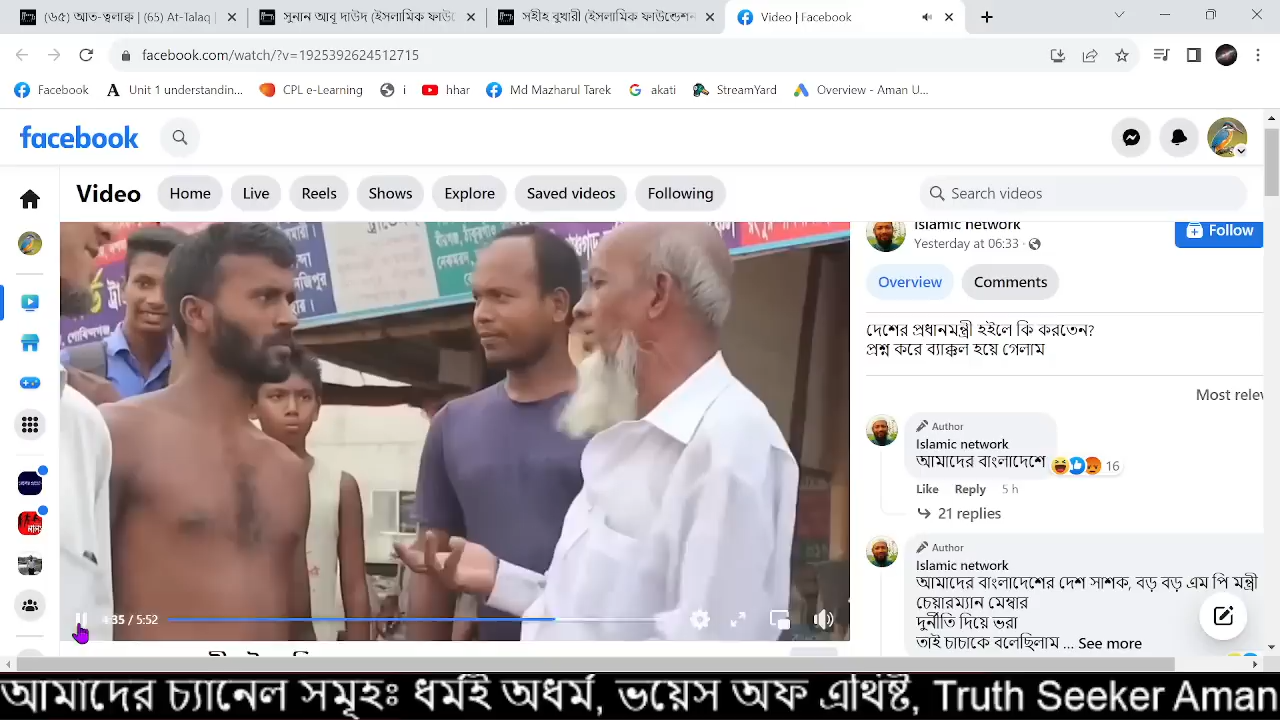 (৬৫) আত-ত্বলাক্ব | (65) At-Talaq |
সুনান আবু দাউদ (ইসলামিক ফাউ
সহীহ বুখারী (ইসলামিক ফাউন্ডেশন
Video | Facebook
facebook.com/watch/?v=1925392624512715
Facebook
Unit 1 understandin...
CPL e-Learning
i
hhar
Md Mazharul Tarek
akati
StreamYard
Overview - Aman U...
facebook
Video
Home
Live
Reels
Shows
Explore
Saved videos
Following
Search videos
Islamic network
Yesterday at 06:33
Follow
Overview
Comments
দেশের প্রধানমন্ত্রী হইলে কি করতেন?
প্রশ্ন করে ব্যাক্কল হয়ে গেলাম
Most relev
Author
Islamic network
আমাদের বাংলাদেশে
16
Like Reply 5 h
21 replies
Author
Islamic network
আমাদের বাংলাদেশের দেশ সাশক, বড় বড় এম পি মন্ত্রী
চেয়ারম্যান মেম্বার
দুর্নীতি দিয়ে ভরা
তাই চাচাকে বলেছিলাম ... See more
4:35 / 5:52
আমাদের চ্যানেল সমূহঃ ধর্মই অধর্ম, ভয়েস অফ এথিষ্ট, Truth Seeker Aman